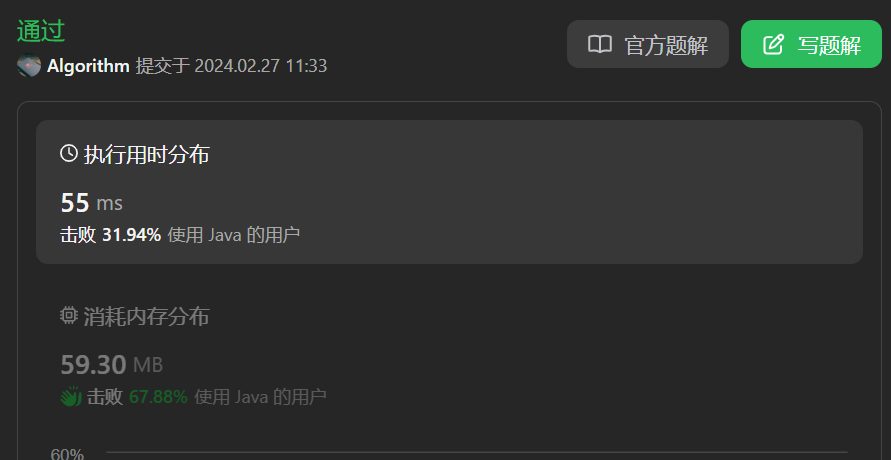 通过
官方题解
写题解
Algorithm 提交于 2024.02.27 11:33
执行用时分布
55 ms
击败 31.94% 使用 Java 的用户
消耗内存分布
59.30 MB
击败 67.88% 使用 Java 的用户
60%